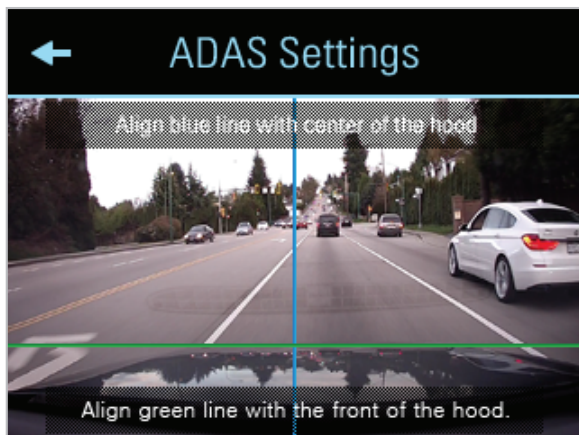 ADAS Settings
Align blue line with center of the hood
Align green line with the front of the hood.